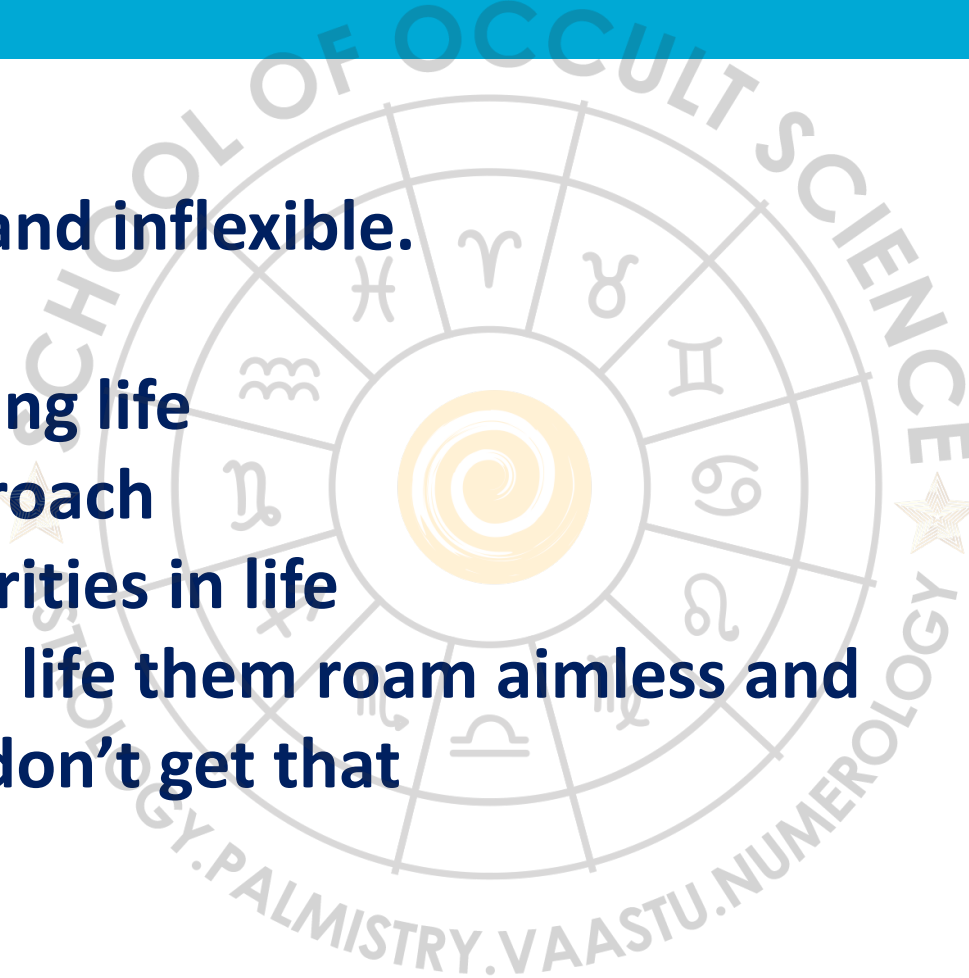 SCHOOL OF OCCULT SCIENCE
and inflexible.
ng life
roach
rities in life
life them roam aimless and
don’t get that
ASTROLOGY.PALMISTRY.VAASTU.NUMEROLOGY